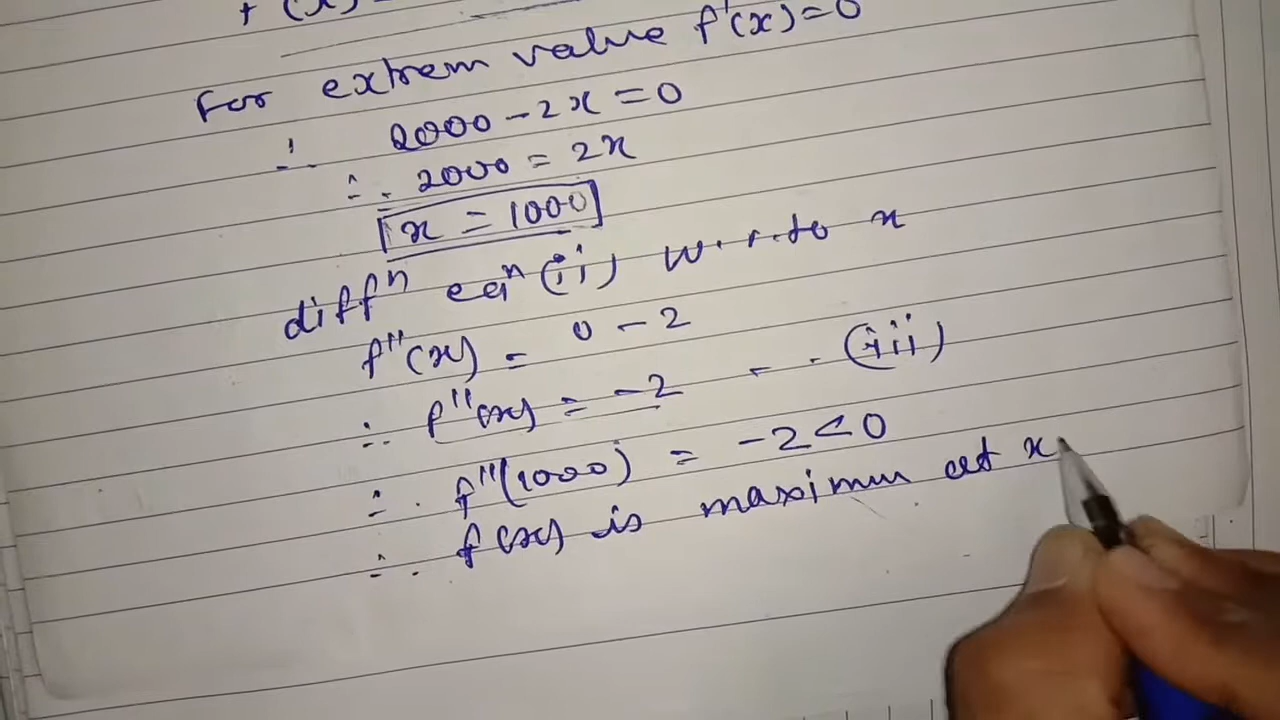 For extrem value f'(x)=0
∴ 2000 - 2x = 0
∴ 2000 = 2x
x = 1000
diffⁿ eqⁿ (ii) w.r.to x
f''(x) = 0 - 2
∴ f''(x) = -2 - - (iii)
∴ f''(1000) = -2 < 0
∴ f(x) is maximum at x